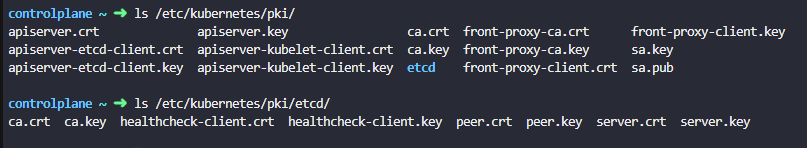 controlplane ~ ➜ ls /etc/kubernetes/pki/
apiserver.crt apiserver.key ca.crt front-proxy-ca.crt front-proxy-client.key
apiserver-etcd-client.crt apiserver-kubelet-client.crt ca.key front-proxy-ca.key sa.key
apiserver-etcd-client.key apiserver-kubelet-client.key etcd front-proxy-client.crt sa.pub
controlplane ~ ➜ ls /etc/kubernetes/pki/etcd/
ca.crt ca.key healthcheck-client.crt healthcheck-client.key peer.crt peer.key server.crt server.key